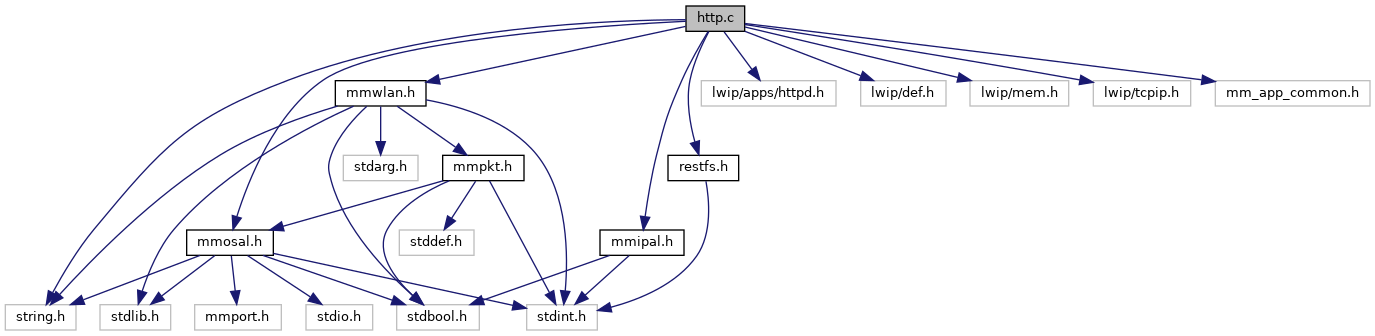 http.c
mmwlan.h
lwip/apps/httpd.h
lwip/def.h
lwip/mem.h
lwip/tcpip.h
mm_app_common.h
stdarg.h
mmpkt.h
restfs.h
mmosal.h
stddef.h
mmipal.h
string.h
stdlib.h
mmport.h
stdio.h
stdbool.h
stdint.h